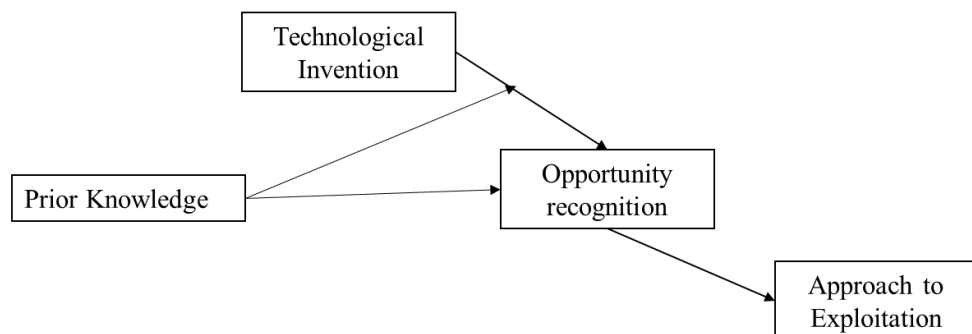 Technological
Invention
Prior Knowledge
Opportunity
recognition
Approach to
Exploitation